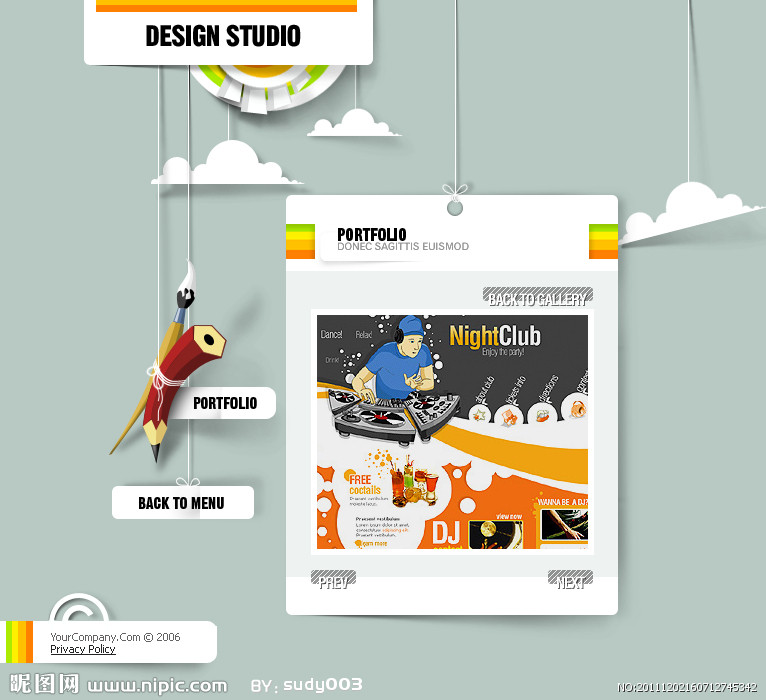 DESIGN STUDIO
PORTFOLIO
DONEC SAGITTIS EUISMOD
BACK TO GALLERY
Dance!
Relax!
Drink!
NightClub
Enjoy the party!
FREE
coctails
Praesent vestibulum
molestie lacus.
Praesent vestibulum
Lorem ipsum dolor sit amet,
consectetuer adipiscing elit.
Praesent vestibulum.
learn more
DJ
view now
WANNA BE A DJ?
PREV
NEXT
PORTFOLIO
BACK TO MENU
YourCompany.Com © 2006
Privacy Policy
昵图网 www.nipic.com
BY: sudy003
NO:20111202160712745342